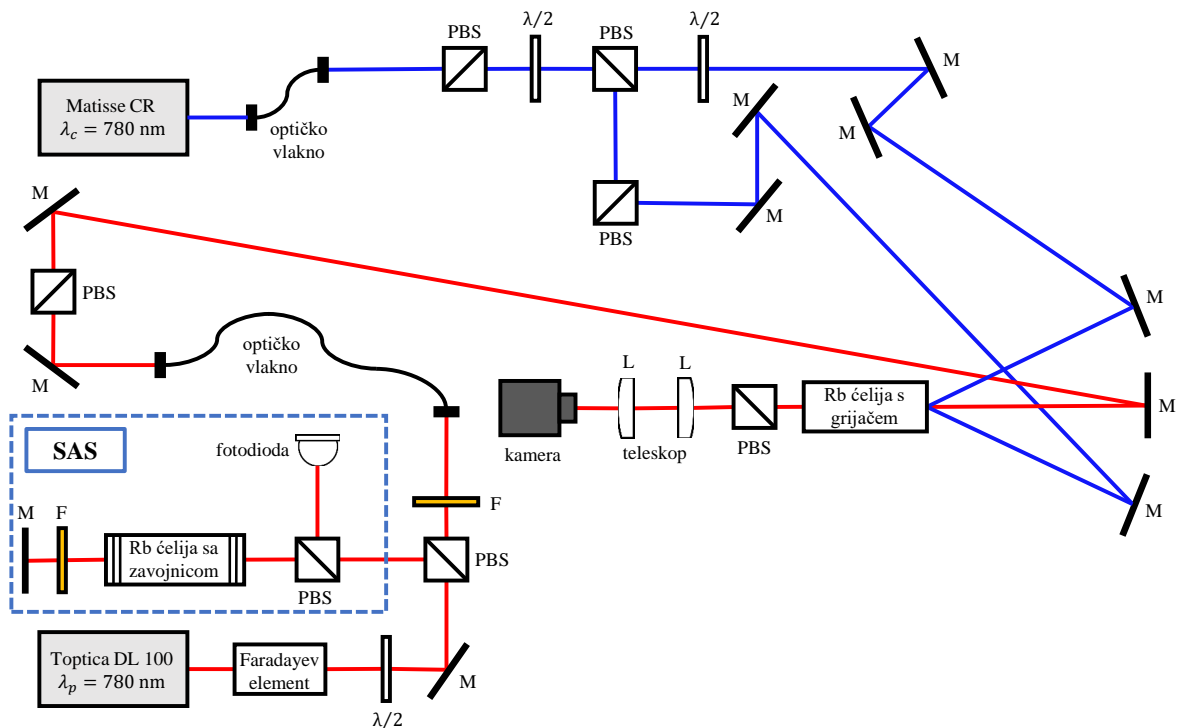 λ/2
λ/2
PBS
PBS
M
Matisse CR
λc = 780 nm
optičko
vlakno
M
M
M
PBS
M
M
PBS
optičko
vlakno
M
M
L
L
Rb ćelija s
grijačem
M
kamera
teleskop
PBS
SAS
fotodioda
F
M
M
F
Rb ćelija sa
zavojnicom
PBS
PBS
Toptica DL 100
λp = 780 nm
Faradayev
element
M
λ/2